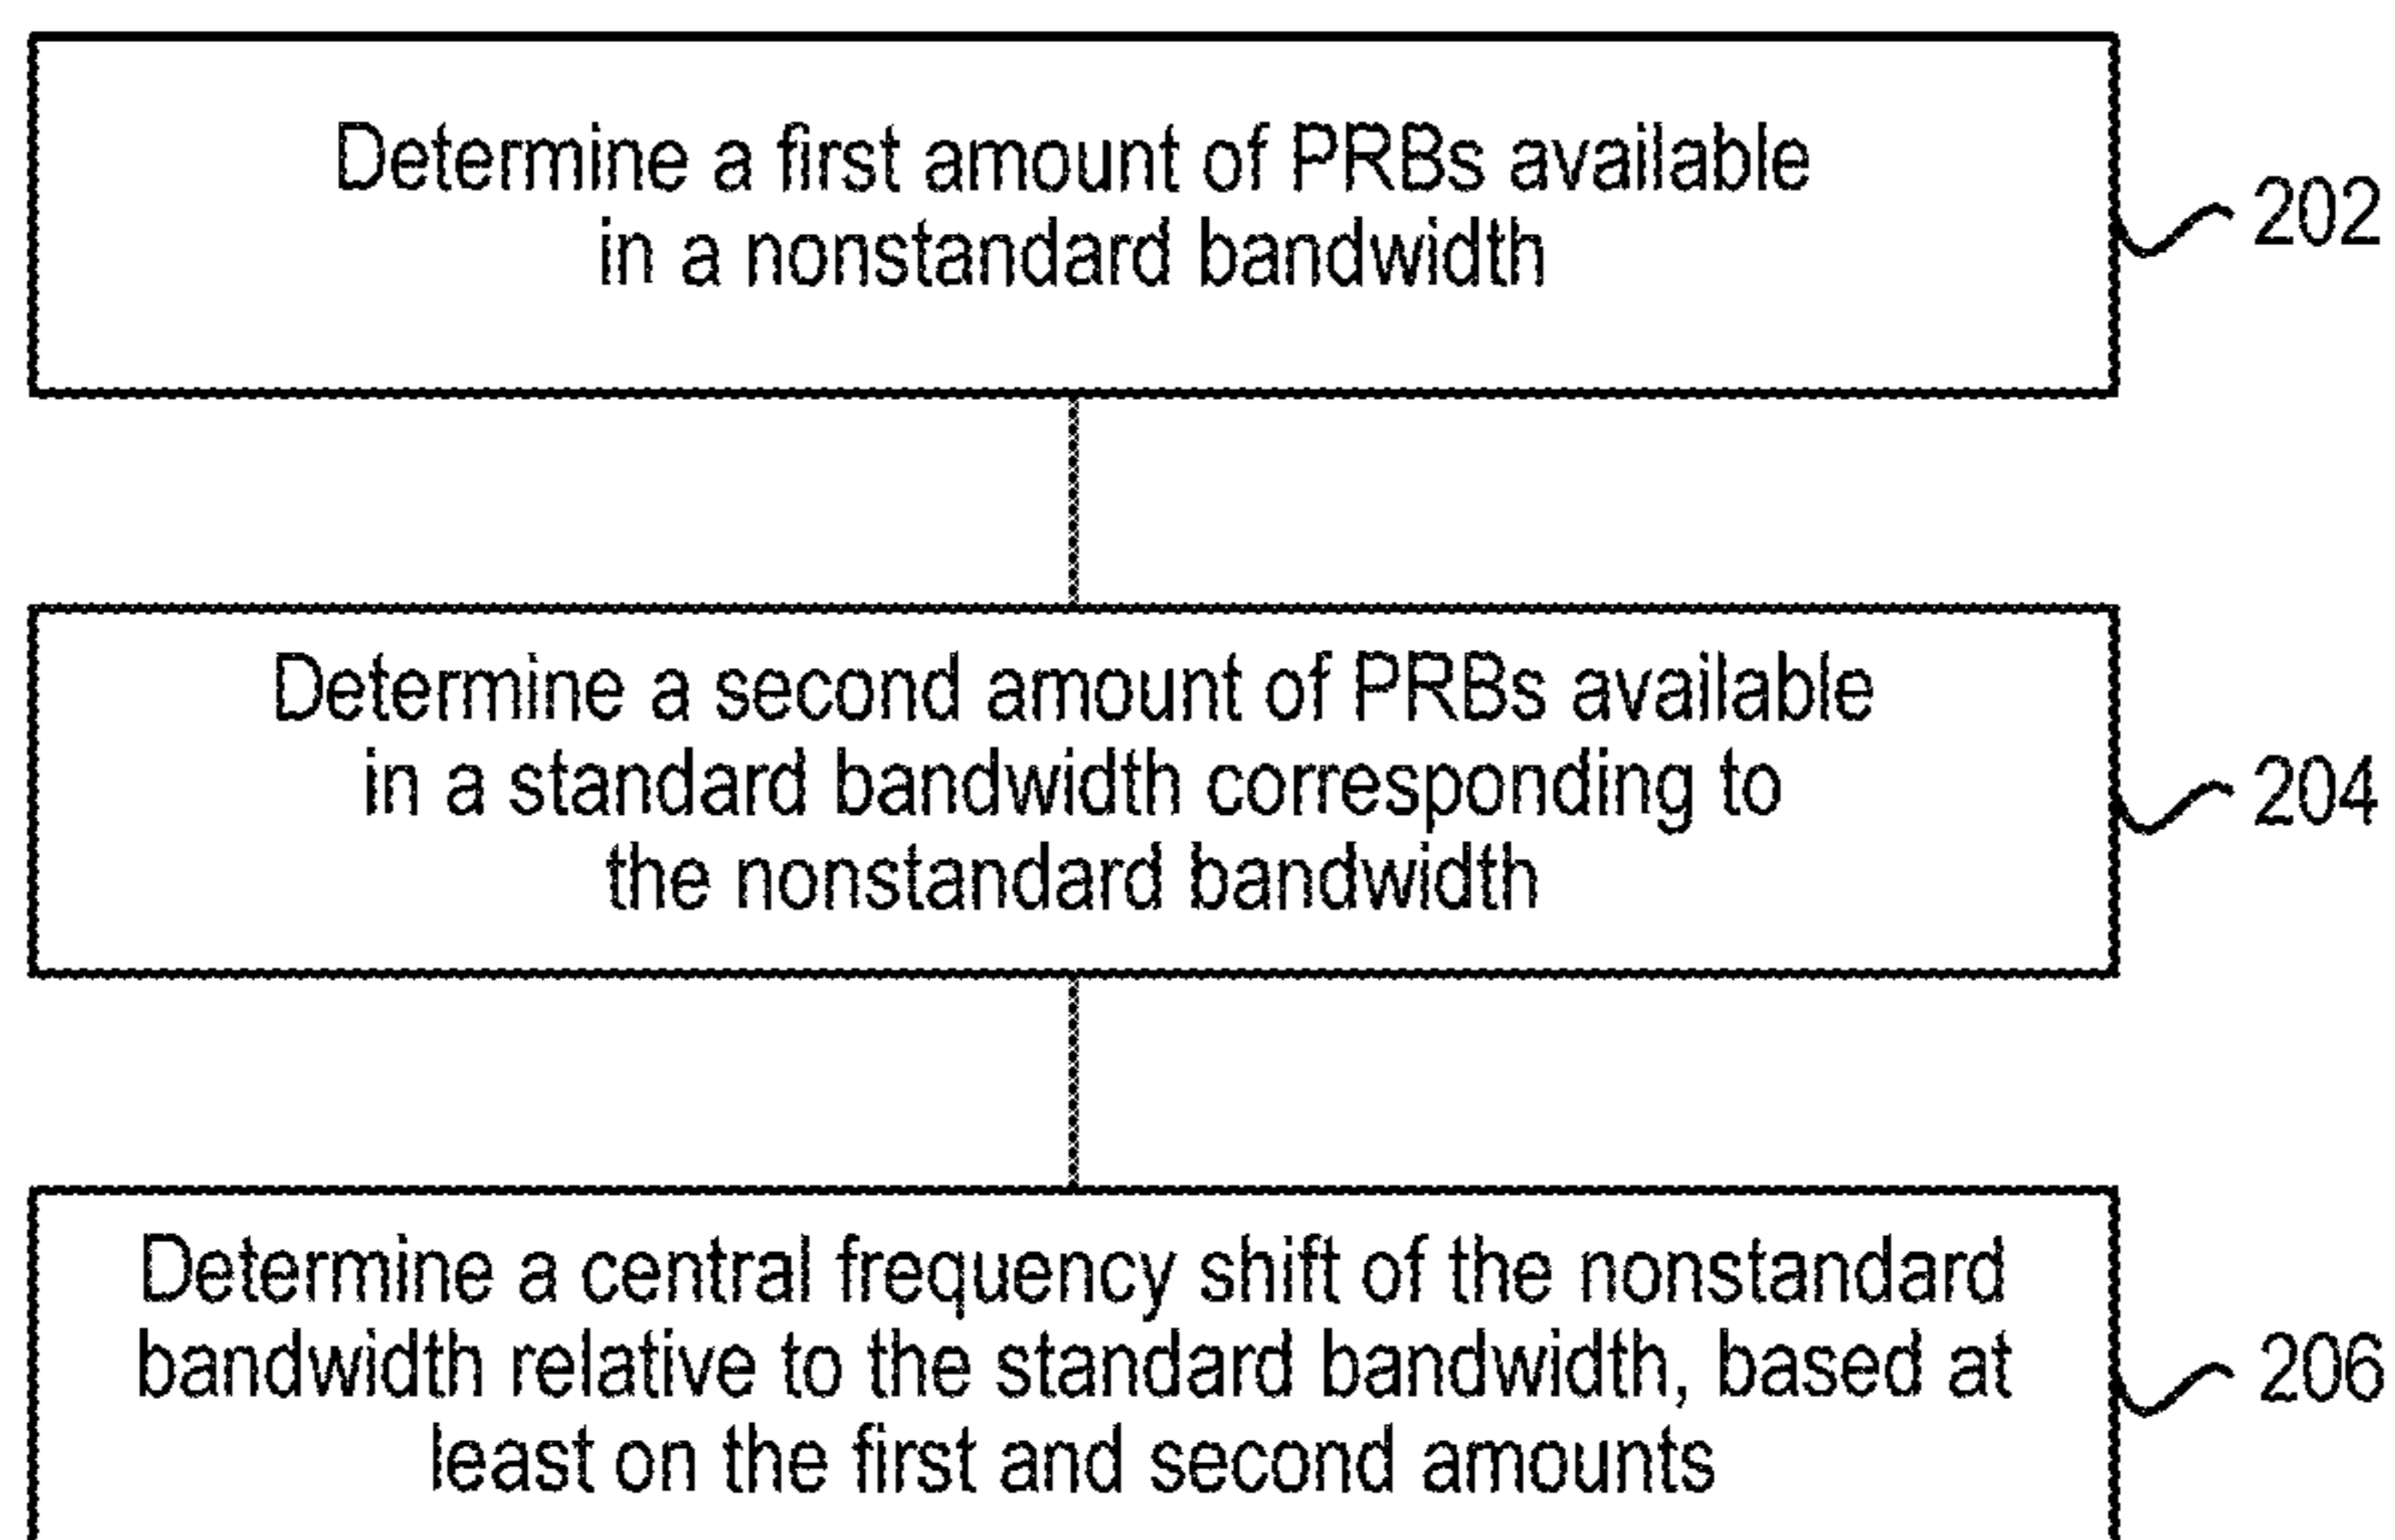 Determine a first amount of PRBs available
in a nonstandard bandwidth
202
Determine a second amount of PRBs available
in a standard bandwidth corresponding to
the nonstandard bandwidth
204
Determine a central frequency shift of the nonstandard
bandwidth relative to the standard bandwidth, based at
least on the first and second amounts
206